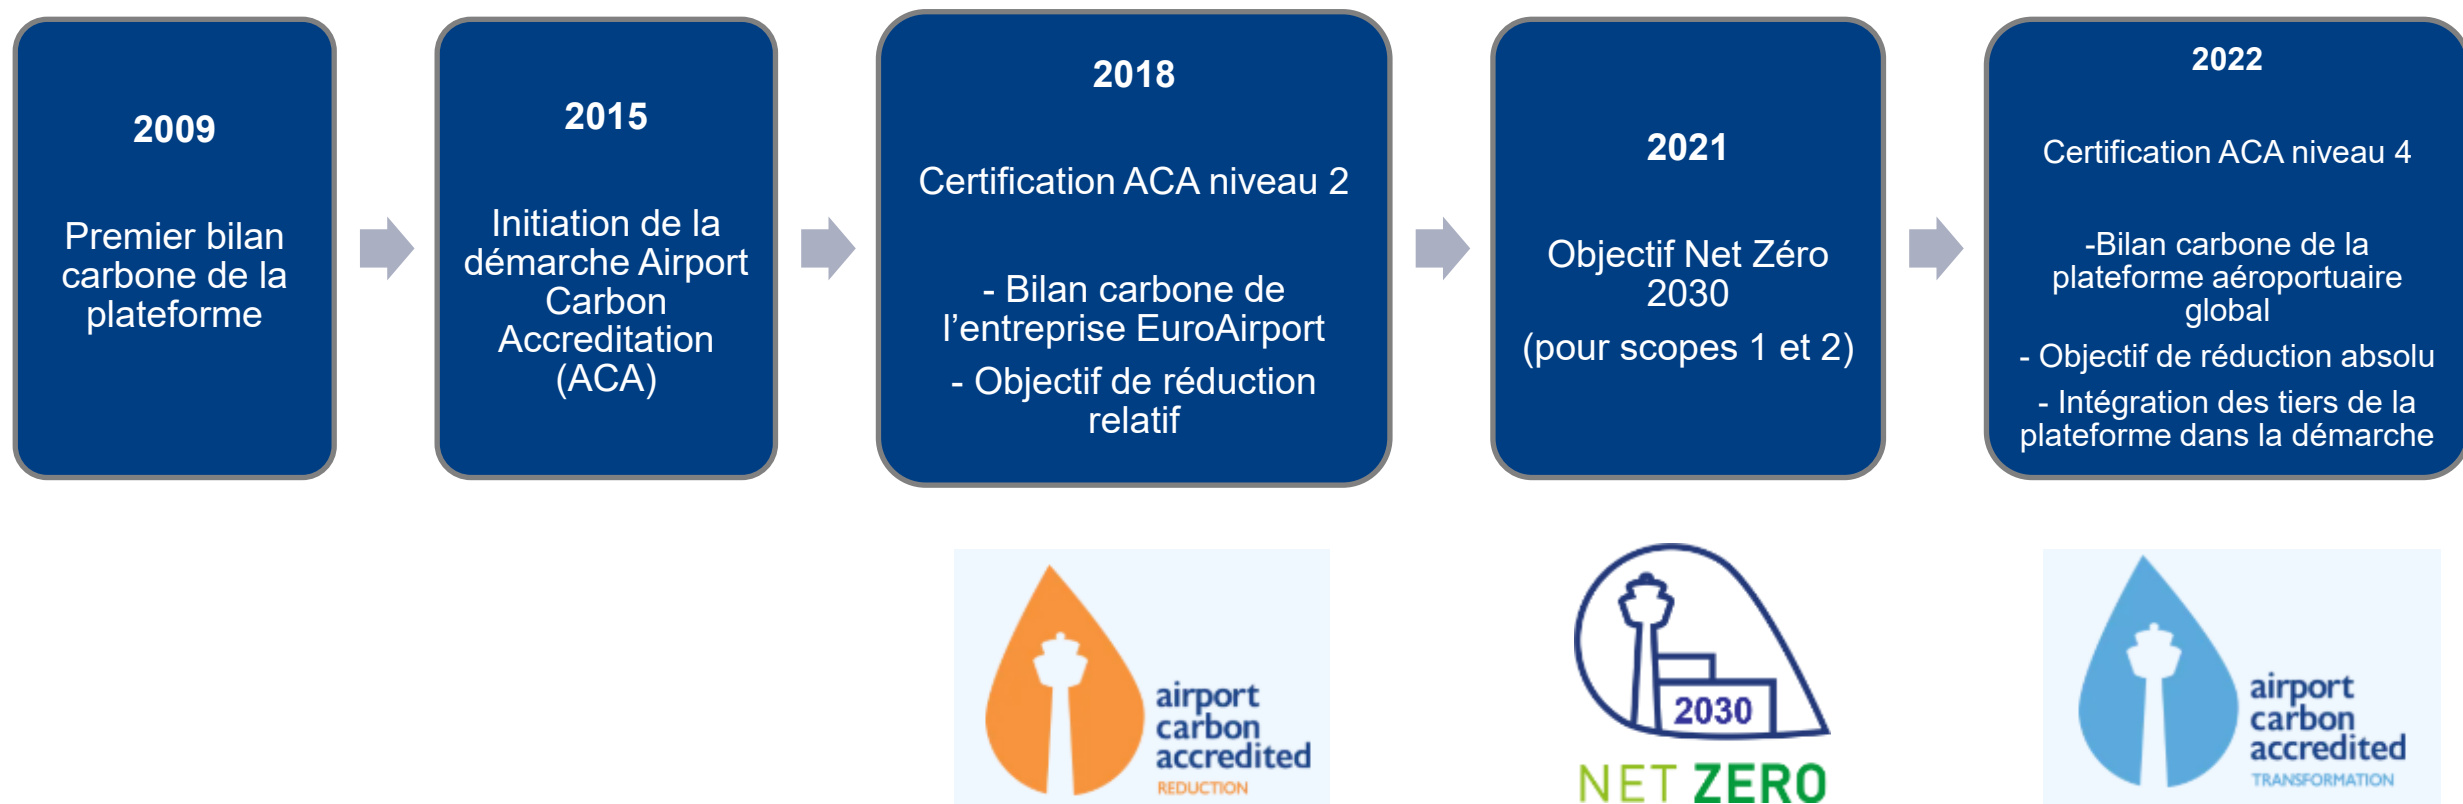 2009
Premier bilan
carbone de la
plateforme
2015
Initiation de la
démarche Airport
Carbon
Accreditation
(ACA)
2018
Certification ACA niveau 2
- Bilan carbone de
l’entreprise EuroAirport
- Objectif de réduction
relatif
2021
Objectif Net Zéro
2030
(pour scopes 1 et 2)
2022
Certification ACA niveau 4
-Bilan carbone de la
plateforme aéroportuaire
global
- Objectif de réduction absolu
- Intégration des tiers de la
plateforme dans la démarche
airport
carbon
accredited
REDUCTION
2030
NET ZERO
airport
carbon
accredited
TRANSFORMATION